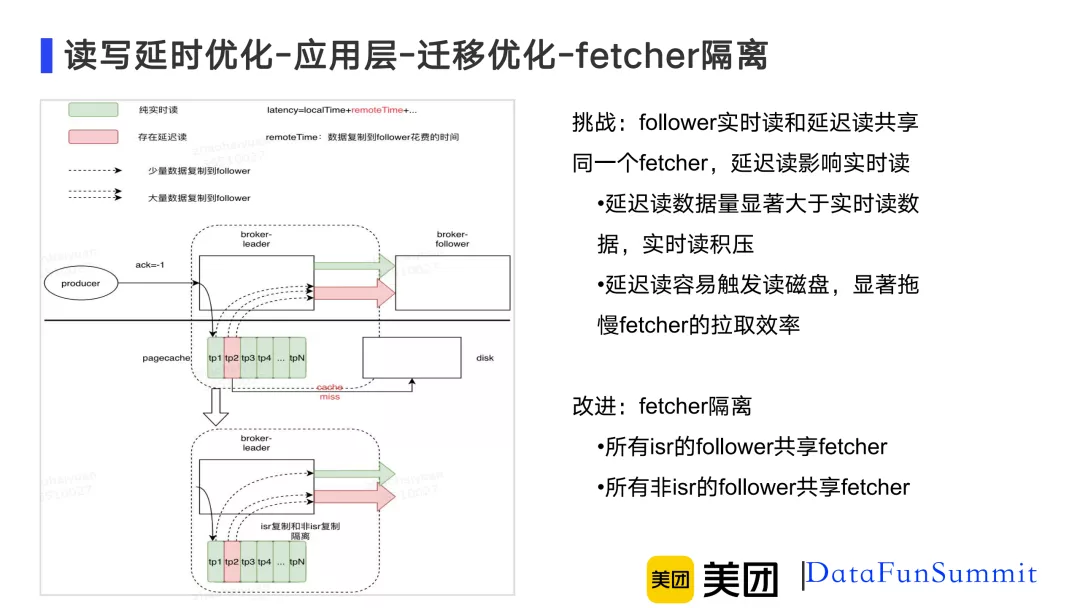 读写延时优化-应用层-迁移优化-fetcher隔离
纯实时读
latency=localTime+remoteTime+...
存在延迟读
remoteTime：数据复制到follower花费的时间
少量数据复制到follower
大量数据复制到follower
broker-
leader
broker-
follower
ack=-1
producer
pagecache
tp1 tp2 tp3 tp4 ... tpN
disk
cache
miss
broker-
leader
isr复制和非isr复制
隔离
tp1 tp2 tp3 tp4 ... tpN
挑战：follower实时读和延迟读共享
同一个fetcher，延迟读影响实时读
•延迟读数据量显著大于实时读数
据，实时读积压
•延迟读容易触发读磁盘，显著拖
慢fetcher的拉取效率
改进：fetcher隔离
•所有isr的follower共享fetcher
•所有非isr的follower共享fetcher
美团 美团 DataFunSummit